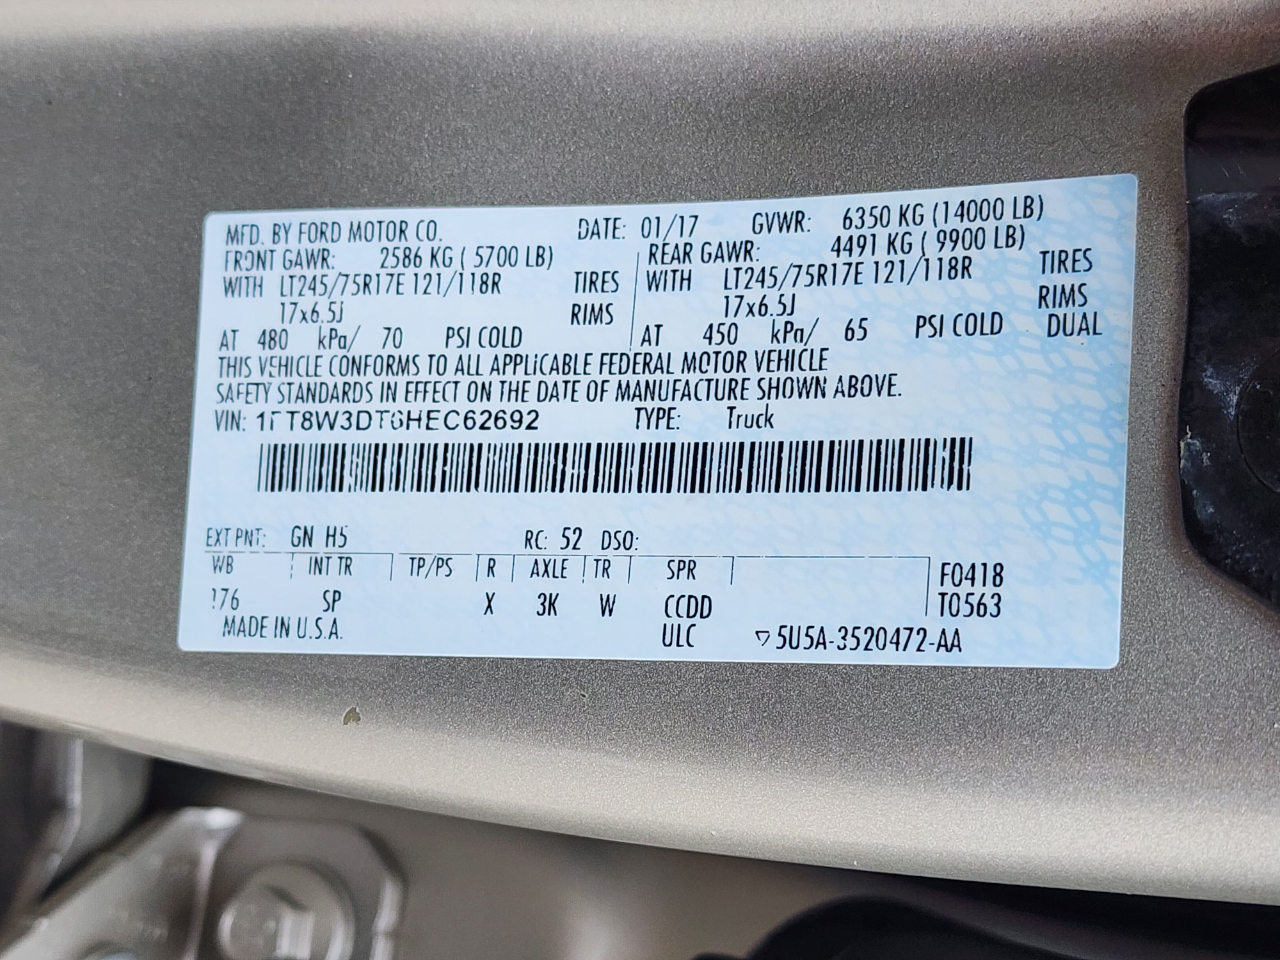 MFD. BY FORD MOTOR CO. DATE: 01/17 GVWR: 6350 KG (14000 LB)
FRONT GAWR: 2586 KG ( 5700 LB) REAR GAWR: 4491 KG ( 9900 LB)
WITH LT245/75R17E 121/118R TIRES WITH LT245/75R17E 121/118R TIRES
17x6.5J RIMS 17x6.5J RIMS
AT 480 kPa/ 70 PSI COLD AT 450 kPa/ 65 PSI COLD DUAL
THIS VEHICLE CONFORMS TO ALL APPLICABLE FEDERAL MOTOR VEHICLE
SAFETY STANDARDS IN EFFECT ON THE DATE OF MANUFACTURE SHOWN ABOVE.
VIN: 1FT8W3DT6HEC62692 TYPE: Truck
EXT PNT: GN H5 RC: 52 DSO:
WB INT TR TP/PS R AXLE TR SPR F0418
176 SP X 3K W CCDD T0563
MADE IN U.S.A. ULC ▽ 5U5A-3520472-AA